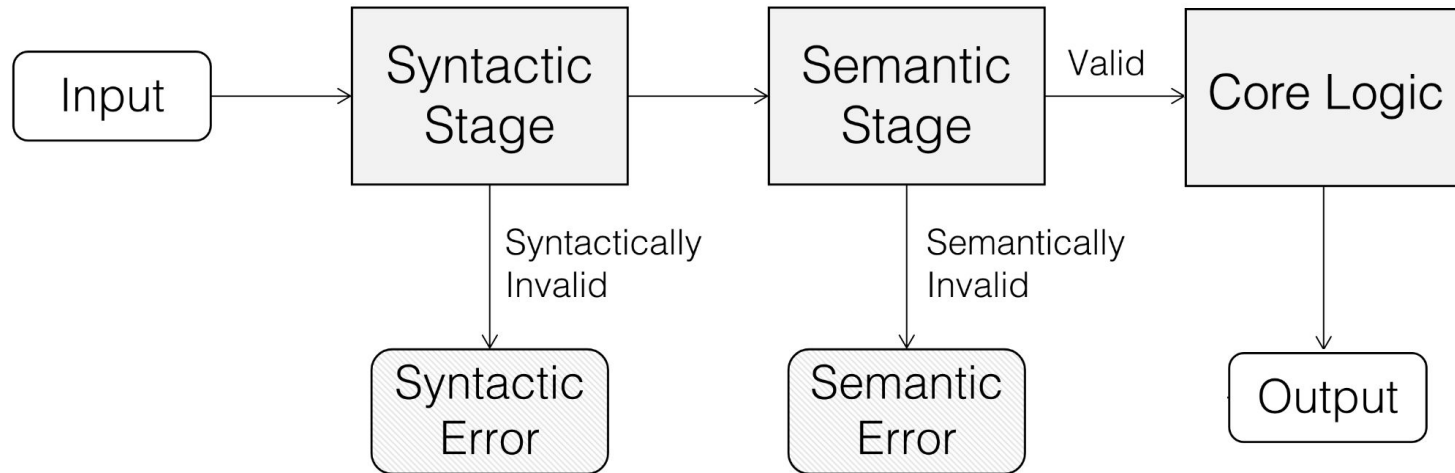 Input
Syntactic
Stage
Semantic
Stage
Valid
Core Logic
Syntactically
Invalid
Semantically
Invalid
Syntactic
Error
Semantic
Error
Output